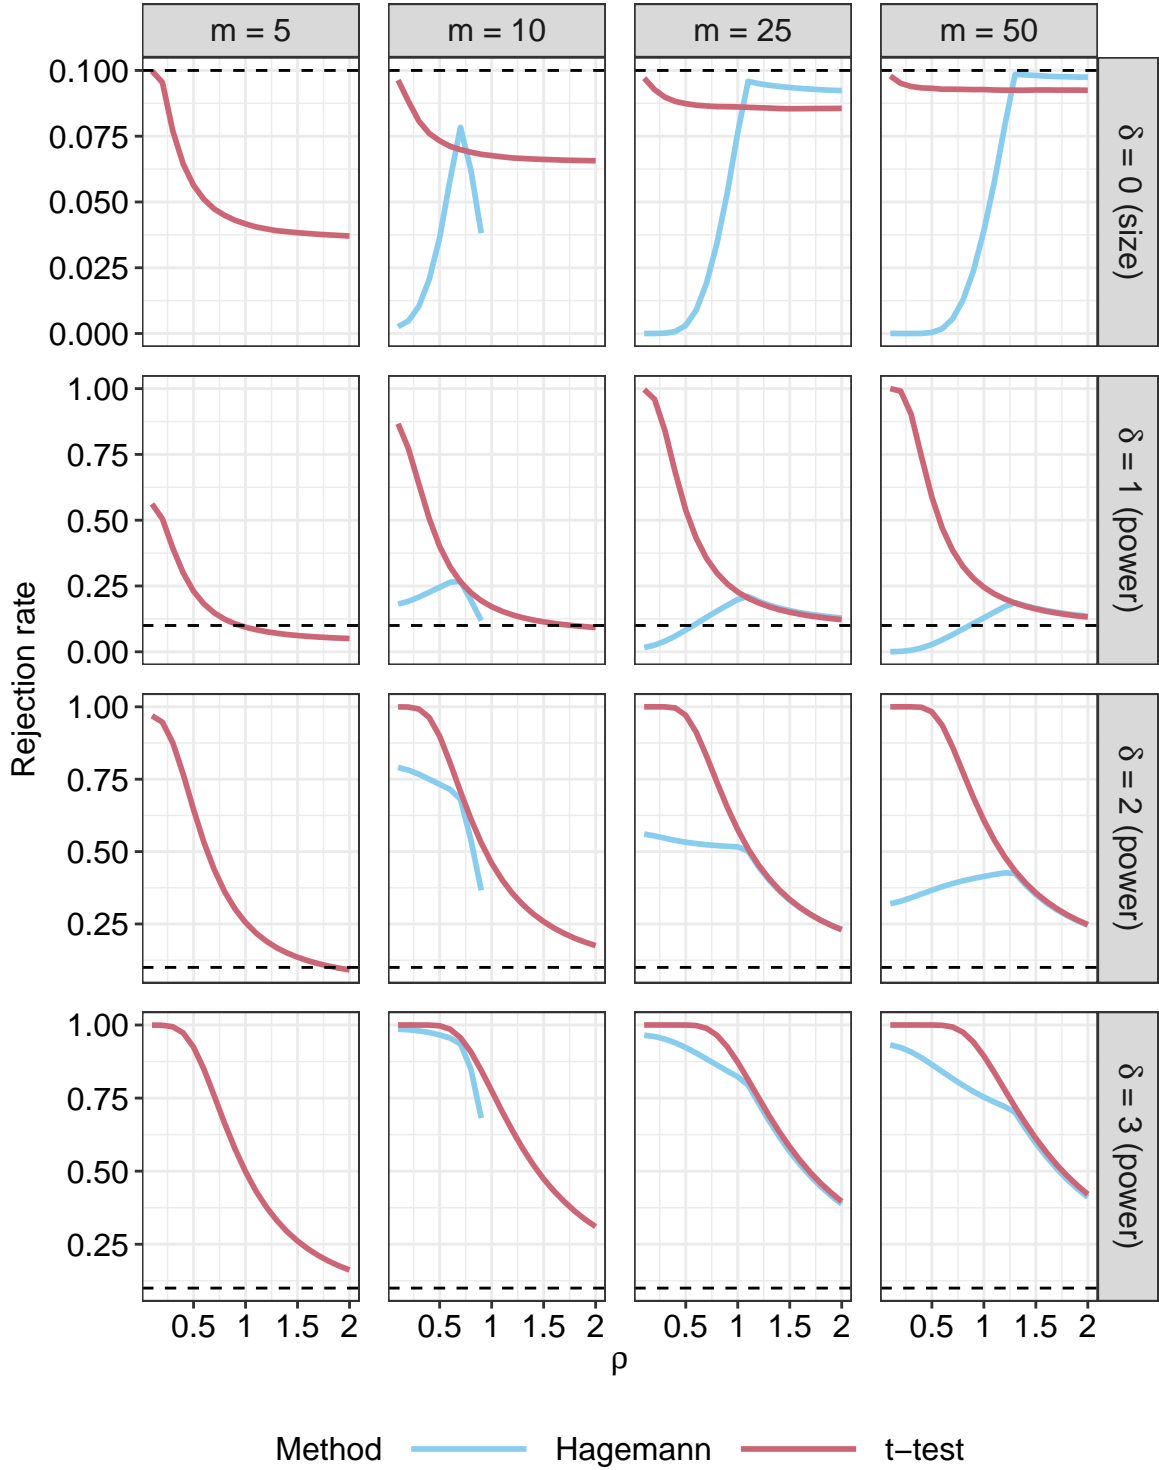 m = 5 m = 10 m = 25 m = 50
0.100
0.075
0.050
0.025
0.000
δ = 0 (size)
1.00
0.75
0.50
0.25
0.00
δ = 1 (power)
Rejection rate
1.00
0.75
0.50
0.25
δ = 2 (power)
1.00
0.75
0.50
0.25
δ = 3 (power)
0.5 1 1.5 2 0.5 1 1.5 2 0.5 1 1.5 2 0.5 1 1.5 2
ρ
Method Hagemann t−test